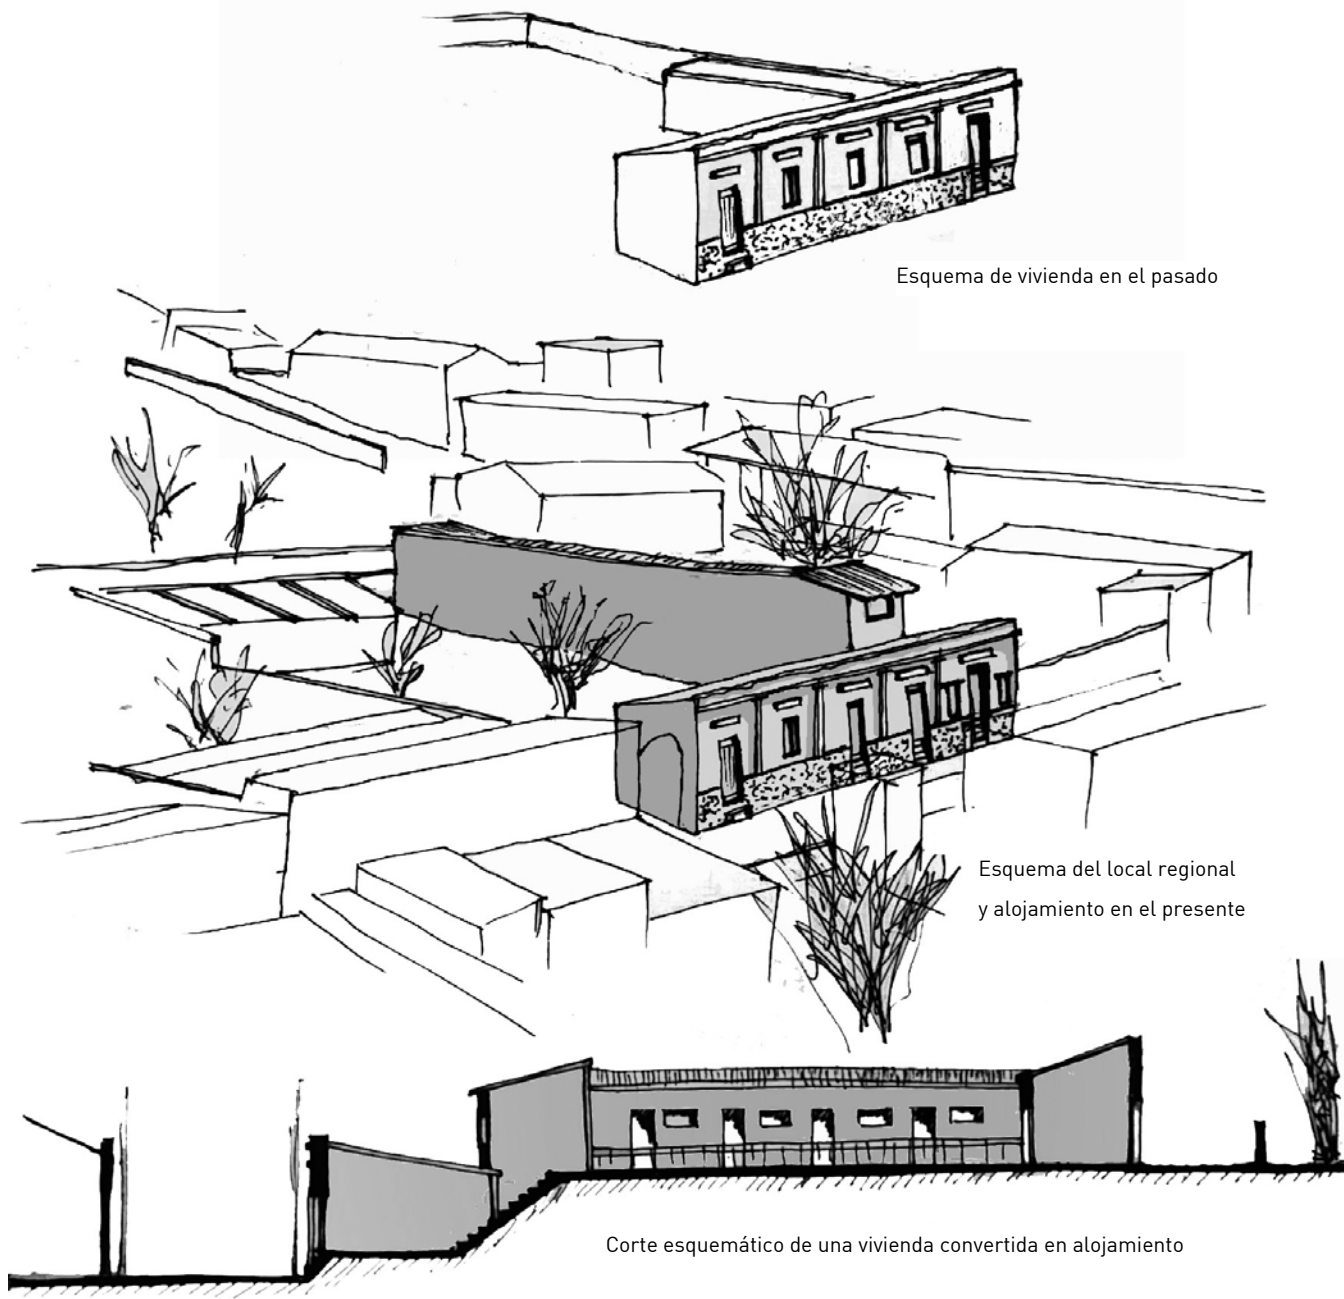 Esquema de vivienda en el pasado
Esquema del local regional
y alojamiento en el presente
Corte esquemático de una vivienda convertida en alojamiento